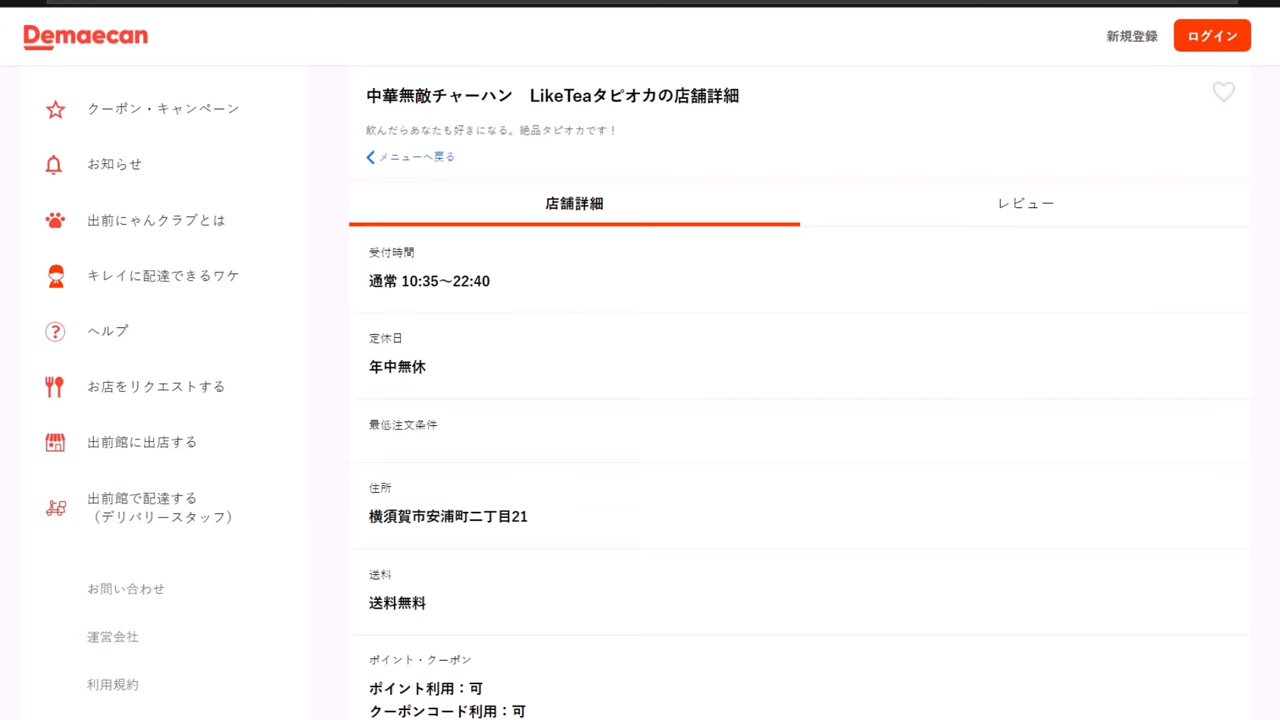 Demaecan
新規登録
ログイン
クーポン・キャンペーン
お知らせ
出前にゃんクラブとは
キレイに配達できるワケ
ヘルプ
お店をリクエストする
出前館に出店する
出前館で配達する
（デリバリースタッフ）
お問い合わせ
運営会社
利用規約
中華無敵チャーハン　LikeTeaタピオカの店舗詳細
飲んだらあなたも好きになる。絶品タピオカです！
メニューへ戻る
店舗詳細
レビュー
受付時間
通常 10:35〜22:40
定休日
年中無休
最低注文条件
住所
横須賀市安浦町二丁目21
送料
送料無料
ポイント・クーポン
ポイント利用：可
クーポンコード利用：可